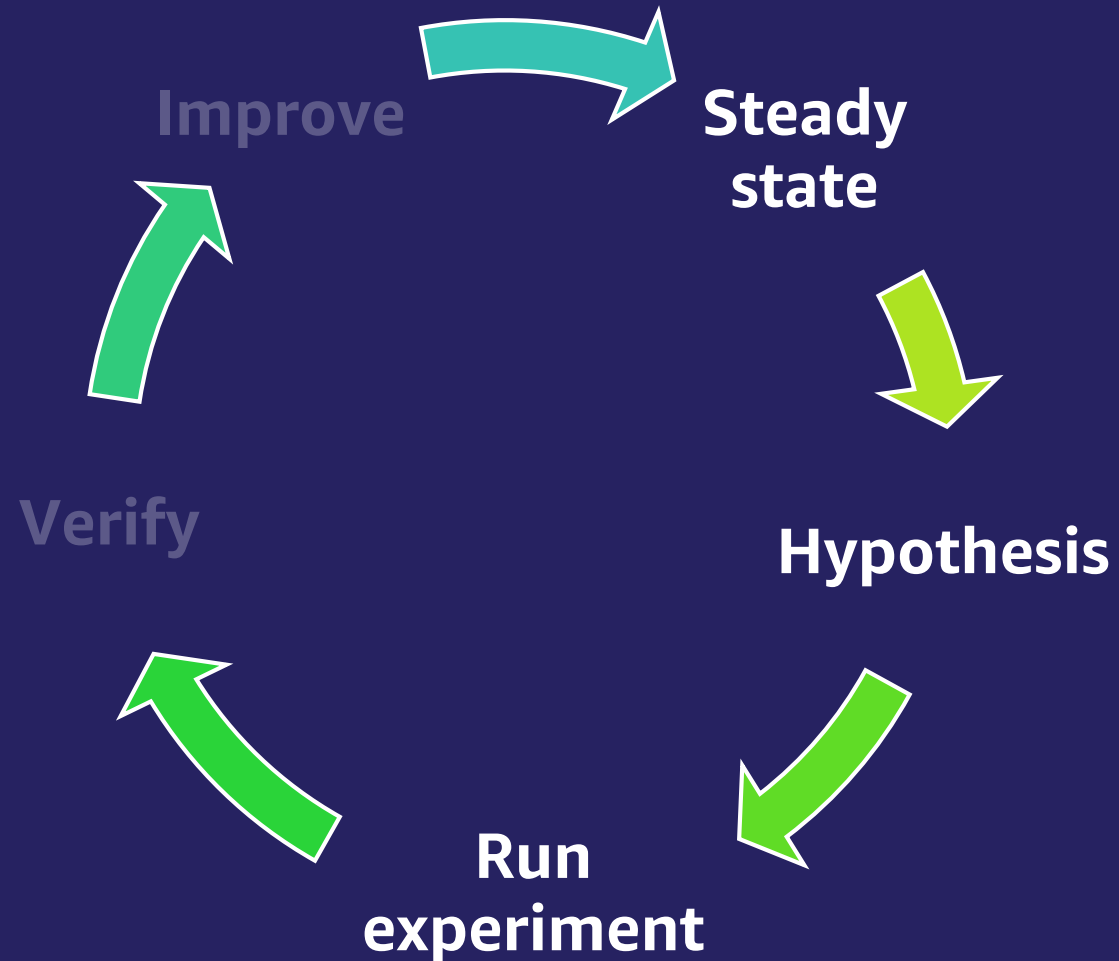 Improve
Steady
state
Verify
Hypothesis
Run
experiment